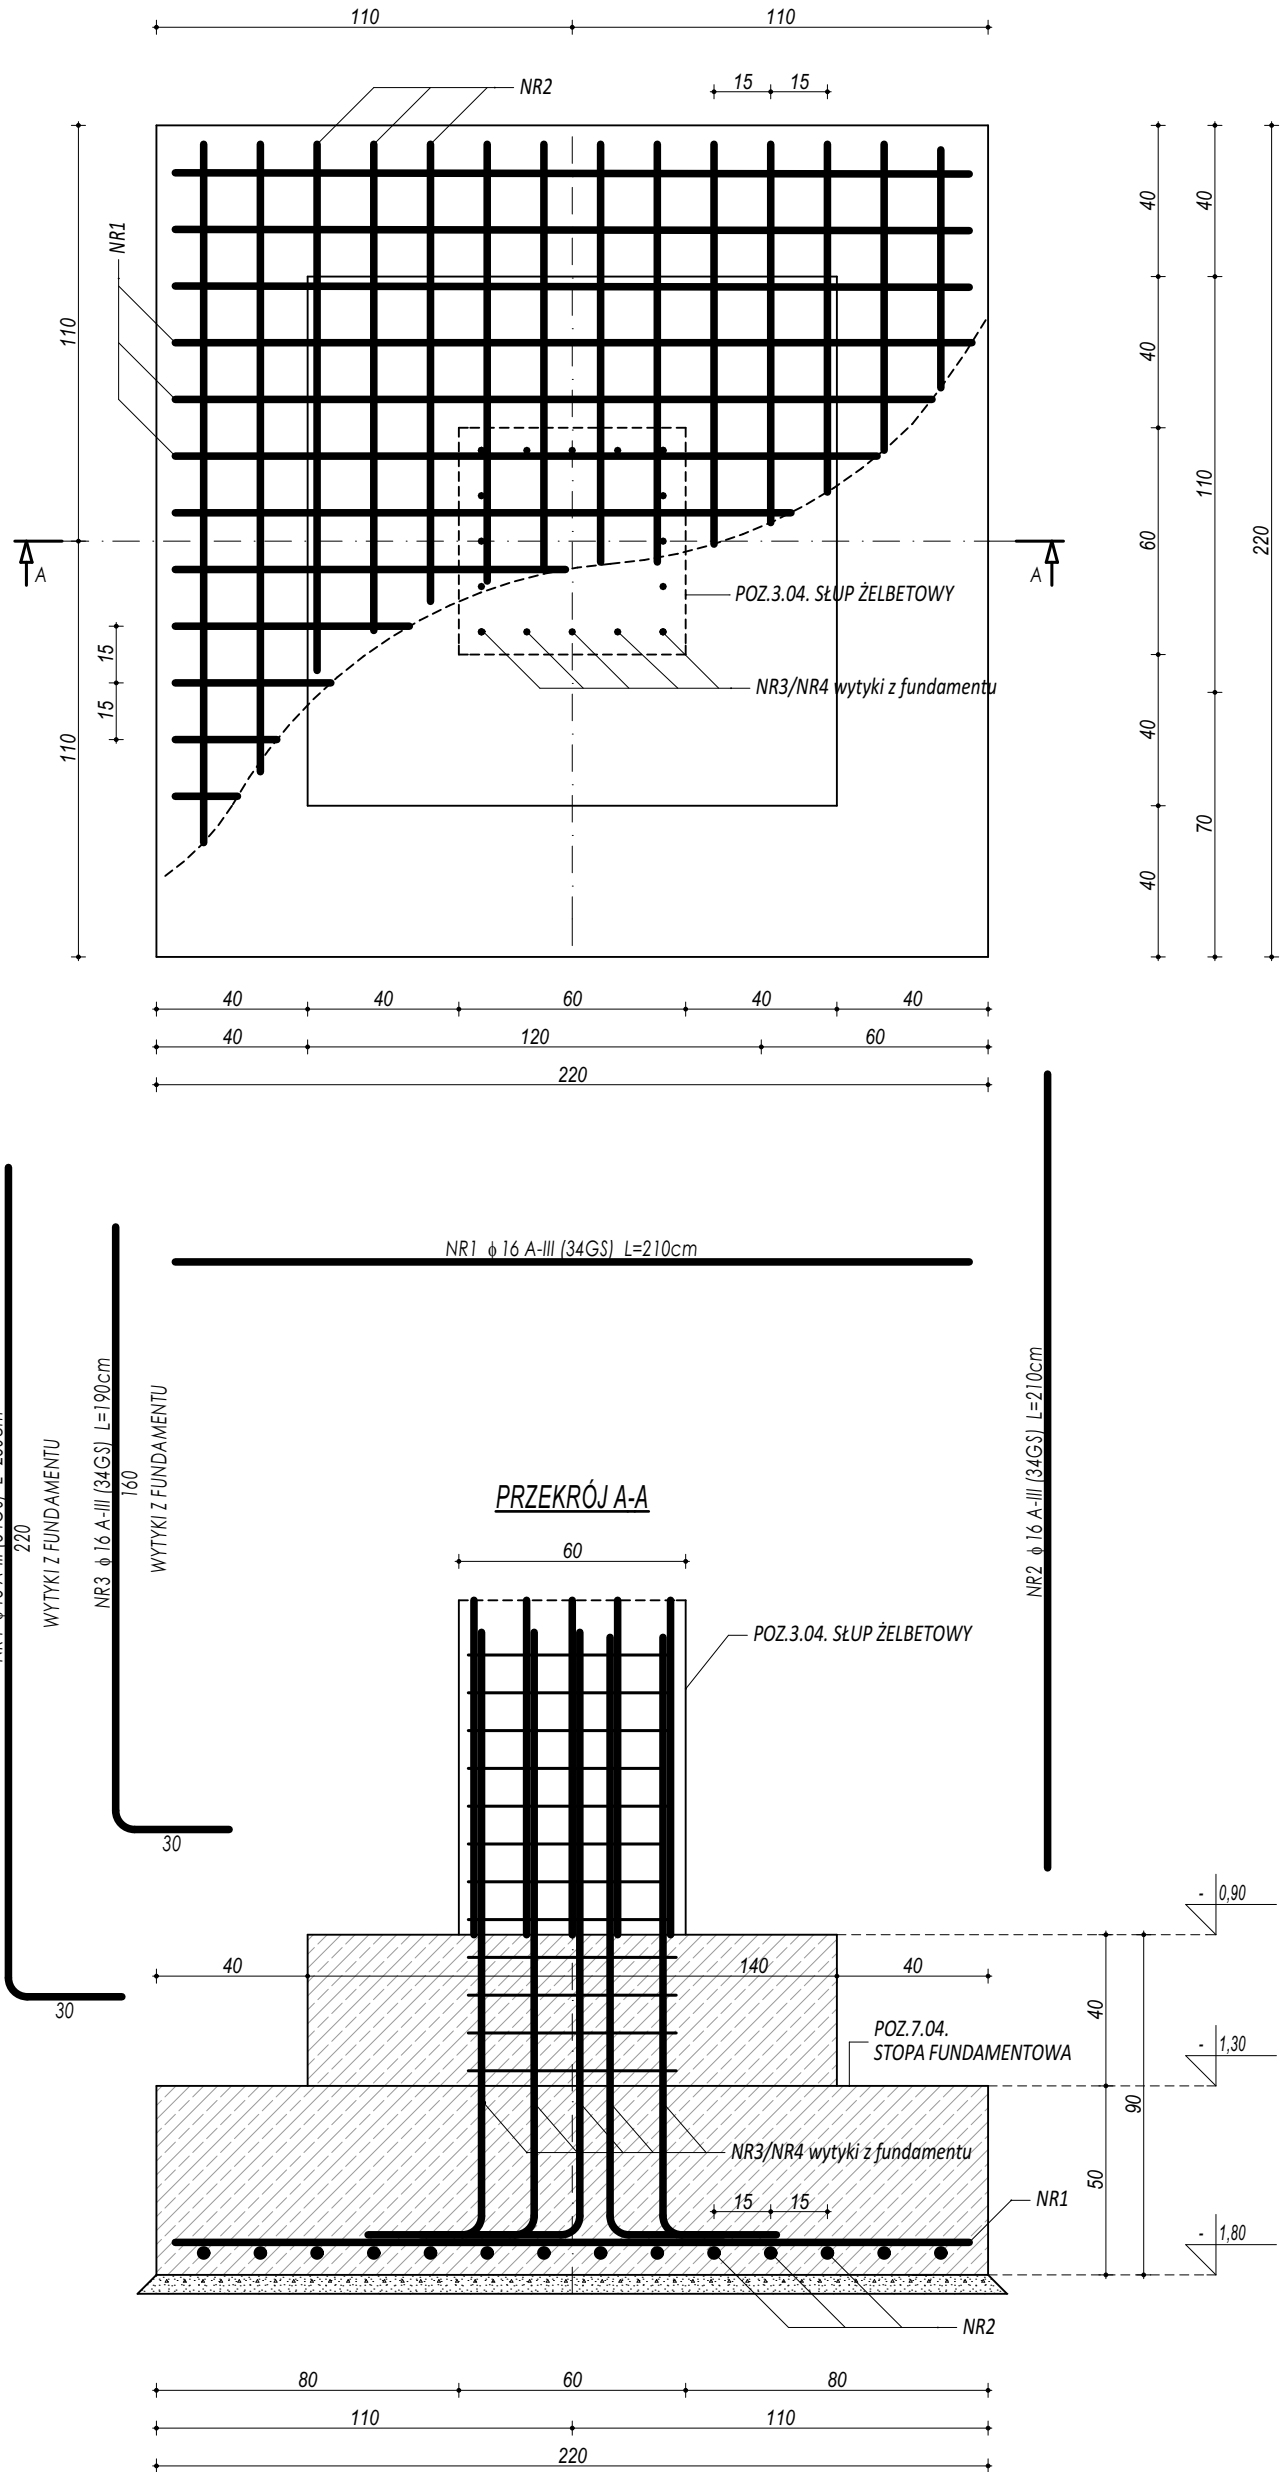 110
110
15
15
NR2
NR1
110
110
40
40
60
40
40
40
110
70
220
A
A
POZ.3.04. SŁUP ŻELBETOWY
15
15
NR3/NR4 wytyki z fundamentu
40
40
60
40
40
40
120
60
220
NR1 ϕ 16 A-III (34GS) L=210cm
220
WYTYKI Z FUNDAMENTU
30
NR3 ϕ 16 A-III (34GS) L=190cm
160
WYTYKI Z FUNDAMENTU
30
NR2 ϕ 16 A-III (34GS) L=210cm
PRZEKRÓJ A-A
60
POZ.3.04. SŁUP ŻELBETOWY
- 0,90
40
140
40
40
POZ.7.04.
STOPA FUNDAMENTOWA
- 1,30
90
50
NR3/NR4 wytyki z fundamentu
15
15
NR1
- 1,80
NR2
80
60
80
110
110
220